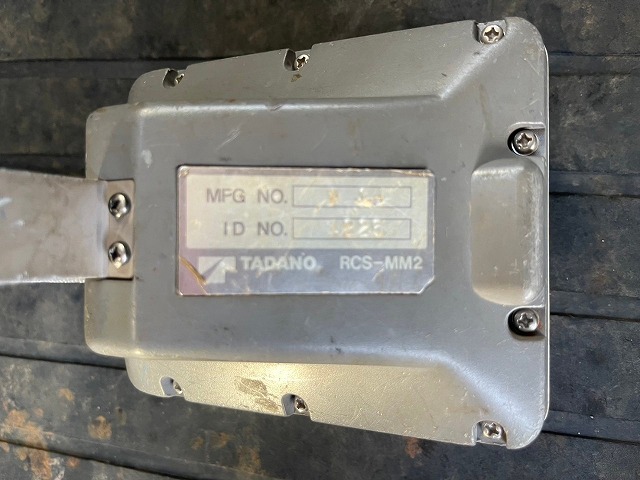 MFG NO.
ID NO.
TADANO RCS-MM2